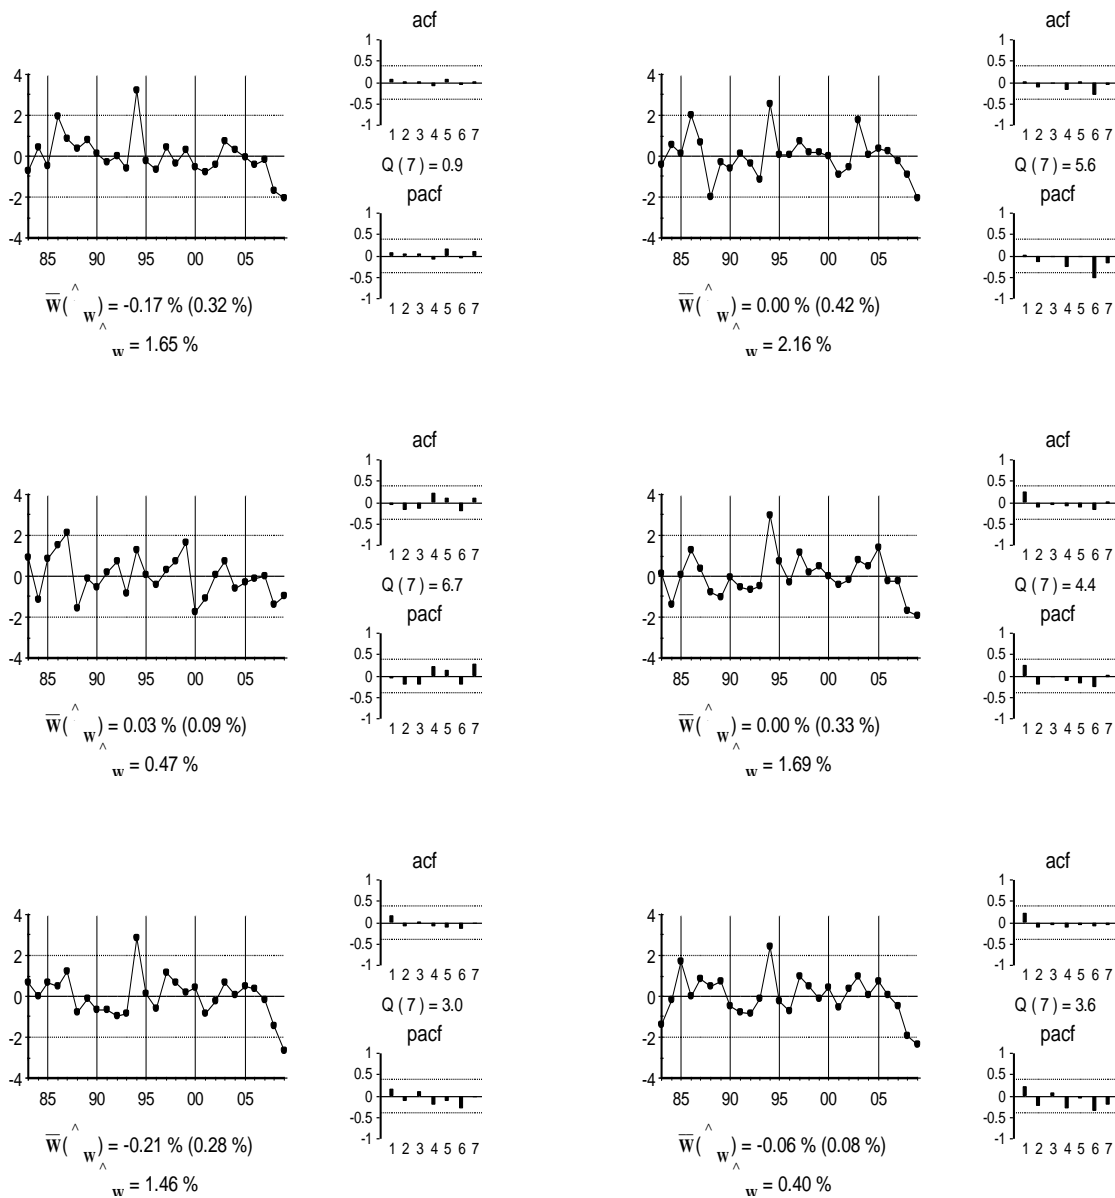 acf
1
0.5
0
-0.5
-1
1 2 3 4 5 6 7
Q ( 7 ) = 0.9
pacf
1
0.5
0
-0.5
-1
1 2 3 4 5 6 7
4
2
0
-2
-4
85 90 95 00 05
W̅(^w) = -0.17 % (0.32 %)
^w = 1.65 %
acf
1
0.5
0
-0.5
-1
1 2 3 4 5 6 7
Q ( 7 ) = 5.6
pacf
1
0.5
0
-0.5
-1
1 2 3 4 5 6 7
4
2
0
-2
-4
85 90 95 00 05
W̅(^w) = 0.00 % (0.42 %)
^w = 2.16 %
acf
1
0.5
0
-0.5
-1
1 2 3 4 5 6 7
Q ( 7 ) = 6.7
pacf
1
0.5
0
-0.5
-1
1 2 3 4 5 6 7
4
2
0
-2
-4
85 90 95 00 05
W̅(^w) = 0.03 % (0.09 %)
^w = 0.47 %
acf
1
0.5
0
-0.5
-1
1 2 3 4 5 6 7
Q ( 7 ) = 4.4
pacf
1
0.5
0
-0.5
-1
1 2 3 4 5 6 7
4
2
0
-2
-4
85 90 95 00 05
W̅(^w) = 0.00 % (0.33 %)
^w = 1.69 %
acf
1
0.5
0
-0.5
-1
1 2 3 4 5 6 7
Q ( 7 ) = 3.0
pacf
1
0.5
0
-0.5
-1
1 2 3 4 5 6 7
4
2
0
-2
-4
85 90 95 00 05
W̅(^w) = -0.21 % (0.28 %)
^w = 1.46 %
acf
1
0.5
0
-0.5
-1
1 2 3 4 5 6 7
Q ( 7 ) = 3.6
pacf
1
0.5
0
-0.5
-1
1 2 3 4 5 6 7
4
2
0
-2
-4
85 90 95 00 05
W̅(^w) = -0.06 % (0.08 %)
^w = 0.40 %